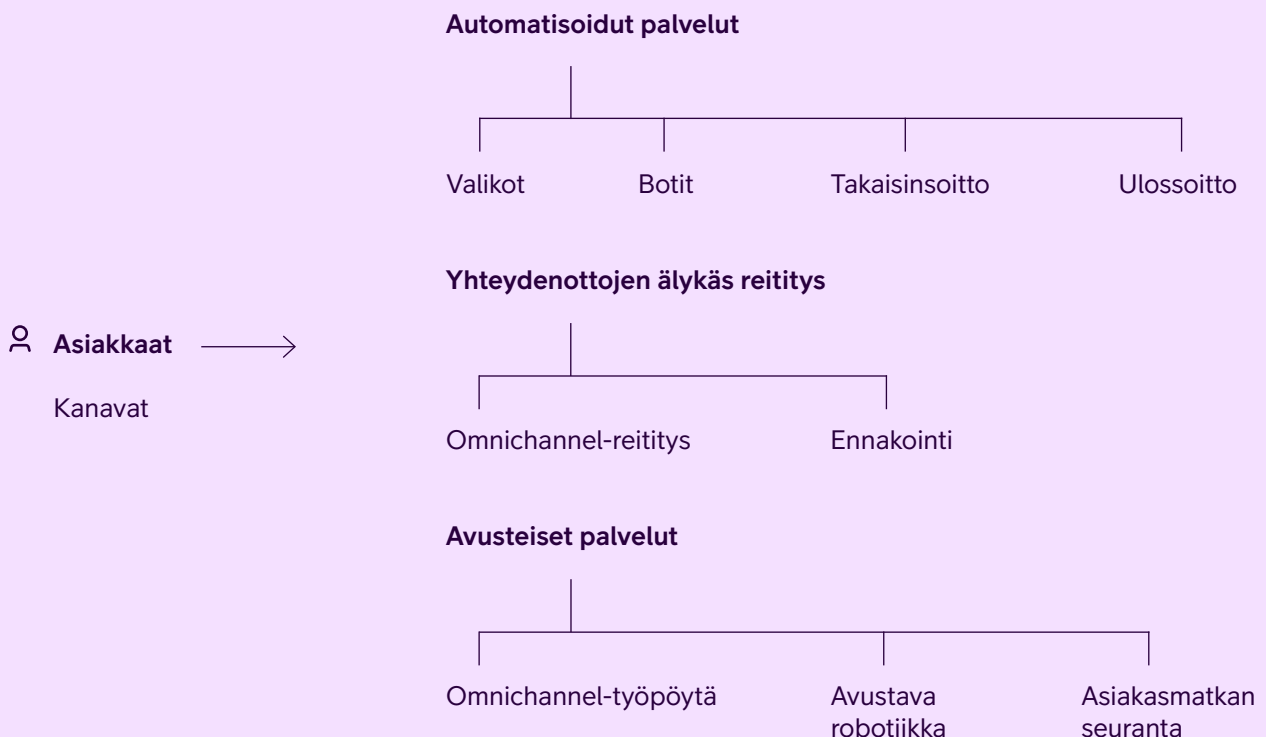 Automatisoidut palvelut
Valikot
Botit
Takaisinsoitto
Ulossoitto
Yhteydenottojen älykäs reititys
Asiakkaat
Kanavat
Omnichannel-reititys
Ennakointi
Avusteiset palvelut
Omnichannel-työpöytä
Avustava
robotiikka
Asiakasmatkan
seuranta